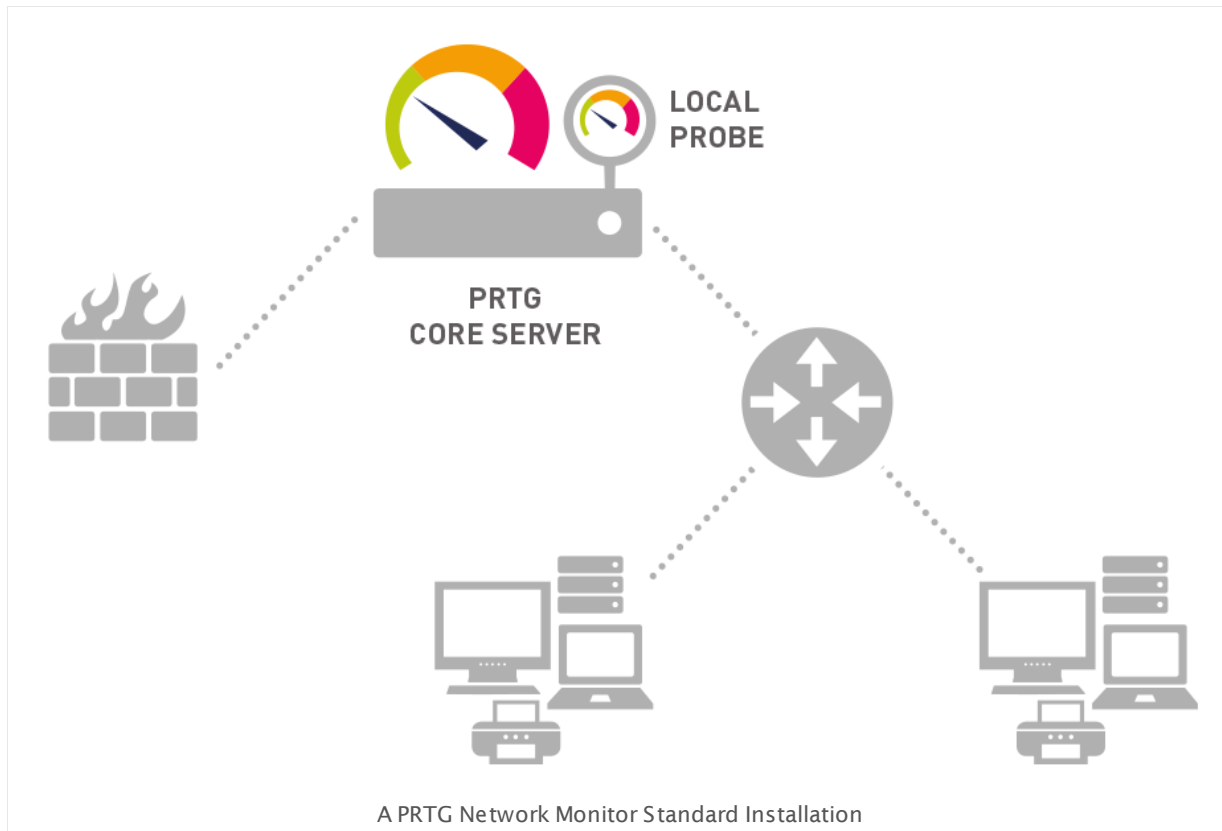 LOCAL
PROBE
PRTG
CORE SERVER
A PRTG Network Monitor Standard Installation